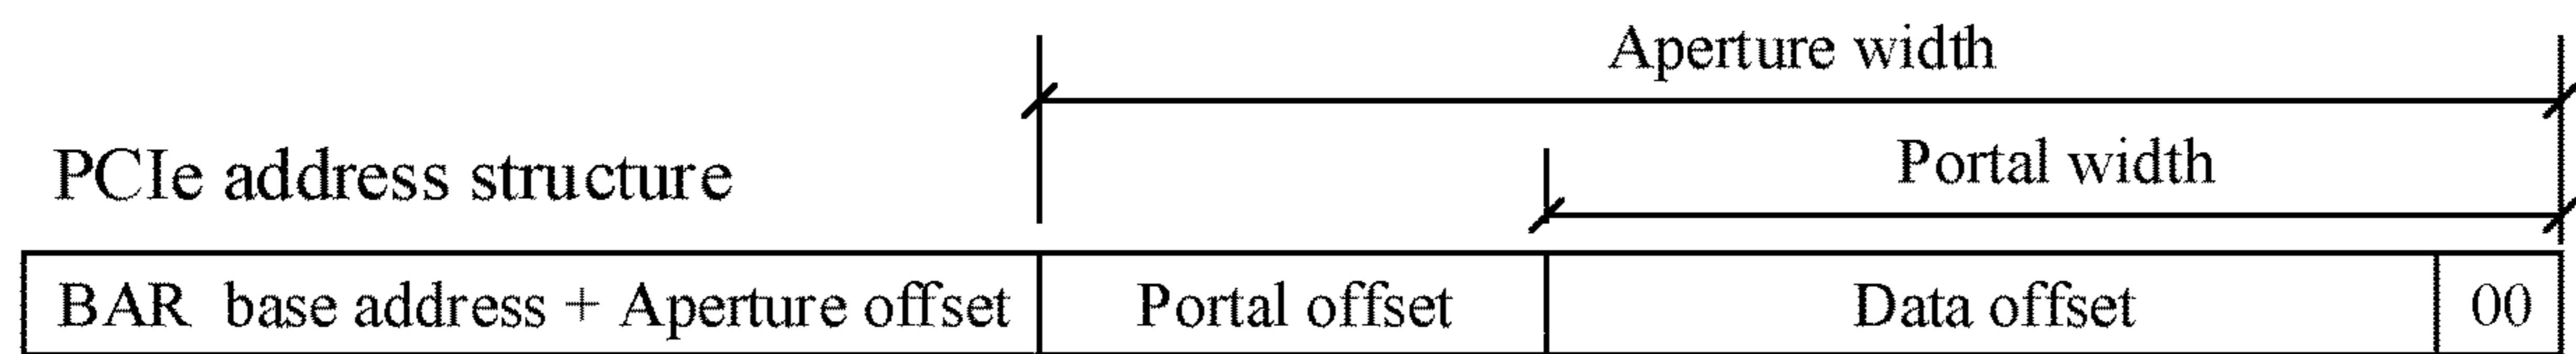 Aperture width
PCIe address structure
Portal width
BAR base address + Aperture offset
Portal offset
Data offset
00